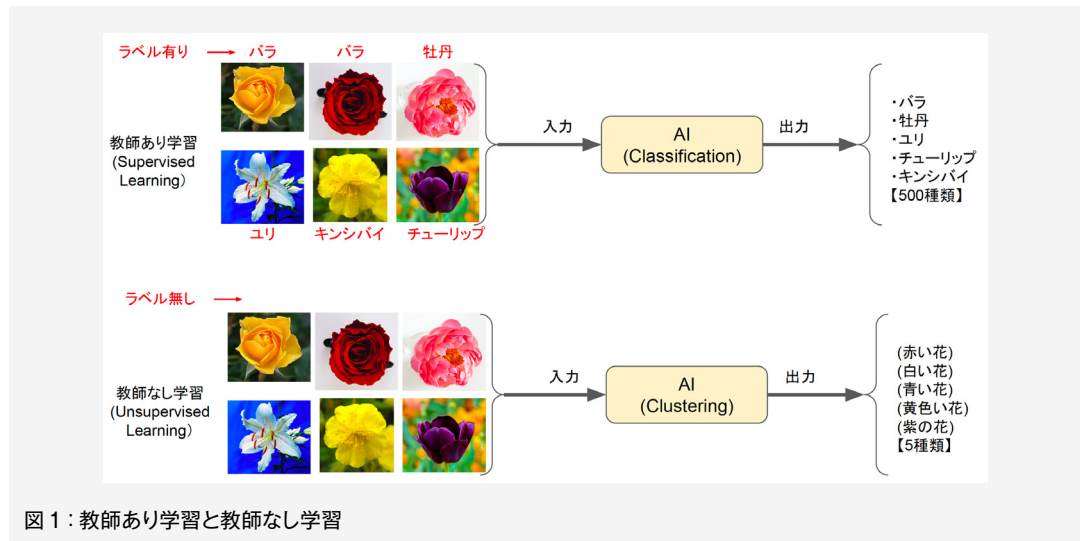 ラベル有り
バラ
バラ
牡丹
教師あり学習
(Supervised
Learning)
ユリ
キンシバイ
チューリップ
入力
AI
(Classification)
出力
・バラ
・牡丹
・ユリ
・チューリップ
・キンシバイ
【500種類】
ラベル無し
教師なし学習
(Unsupervised
Learning)
入力
AI
(Clustering)
出力
(赤い花)
(白い花)
(青い花)
(黄色い花)
(紫の花)
【5種類】
図1:教師あり学習と教師なし学習